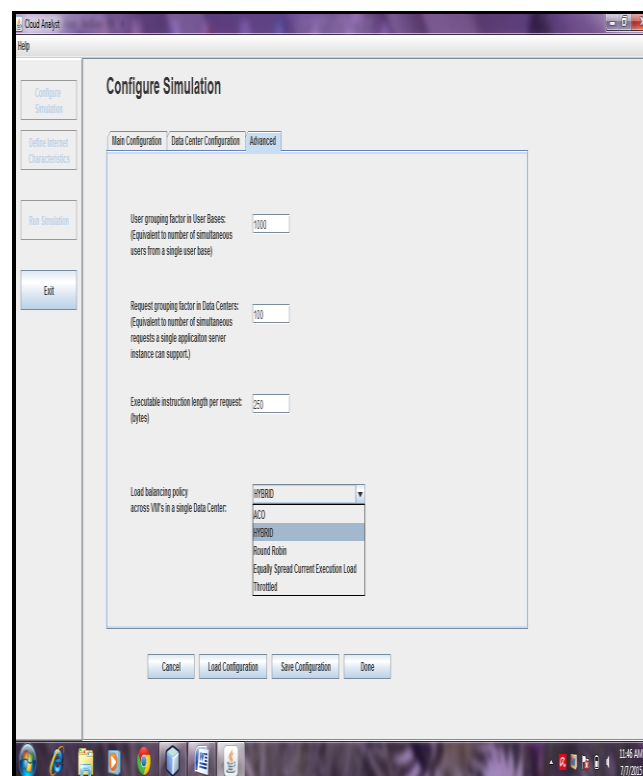 Cloud Analyst
Help
Configure
Simulation
Define Internet
Characteristics
Run Simulation
Exit
Configure Simulation
Main Configuration Data Center Configuration Advanced
User grouping factor in User Bases:
(Equivalent to number of simultaneous
users from a single user base)
1000
Request grouping factor in Data Centers:
(Equivalent to number of simultaneous
requests a single applicaiton server
instance can support.)
100
Executable instruction length per request:
(bytes)
250
Load balancing policy
across VM's in a single Data Center:
HYBRID
ACO
HYBRID
Round Robin
Equally Spread Current Execution Load
Throttled
Cancel Load Configuration Save Configuration Done
11:46 AM